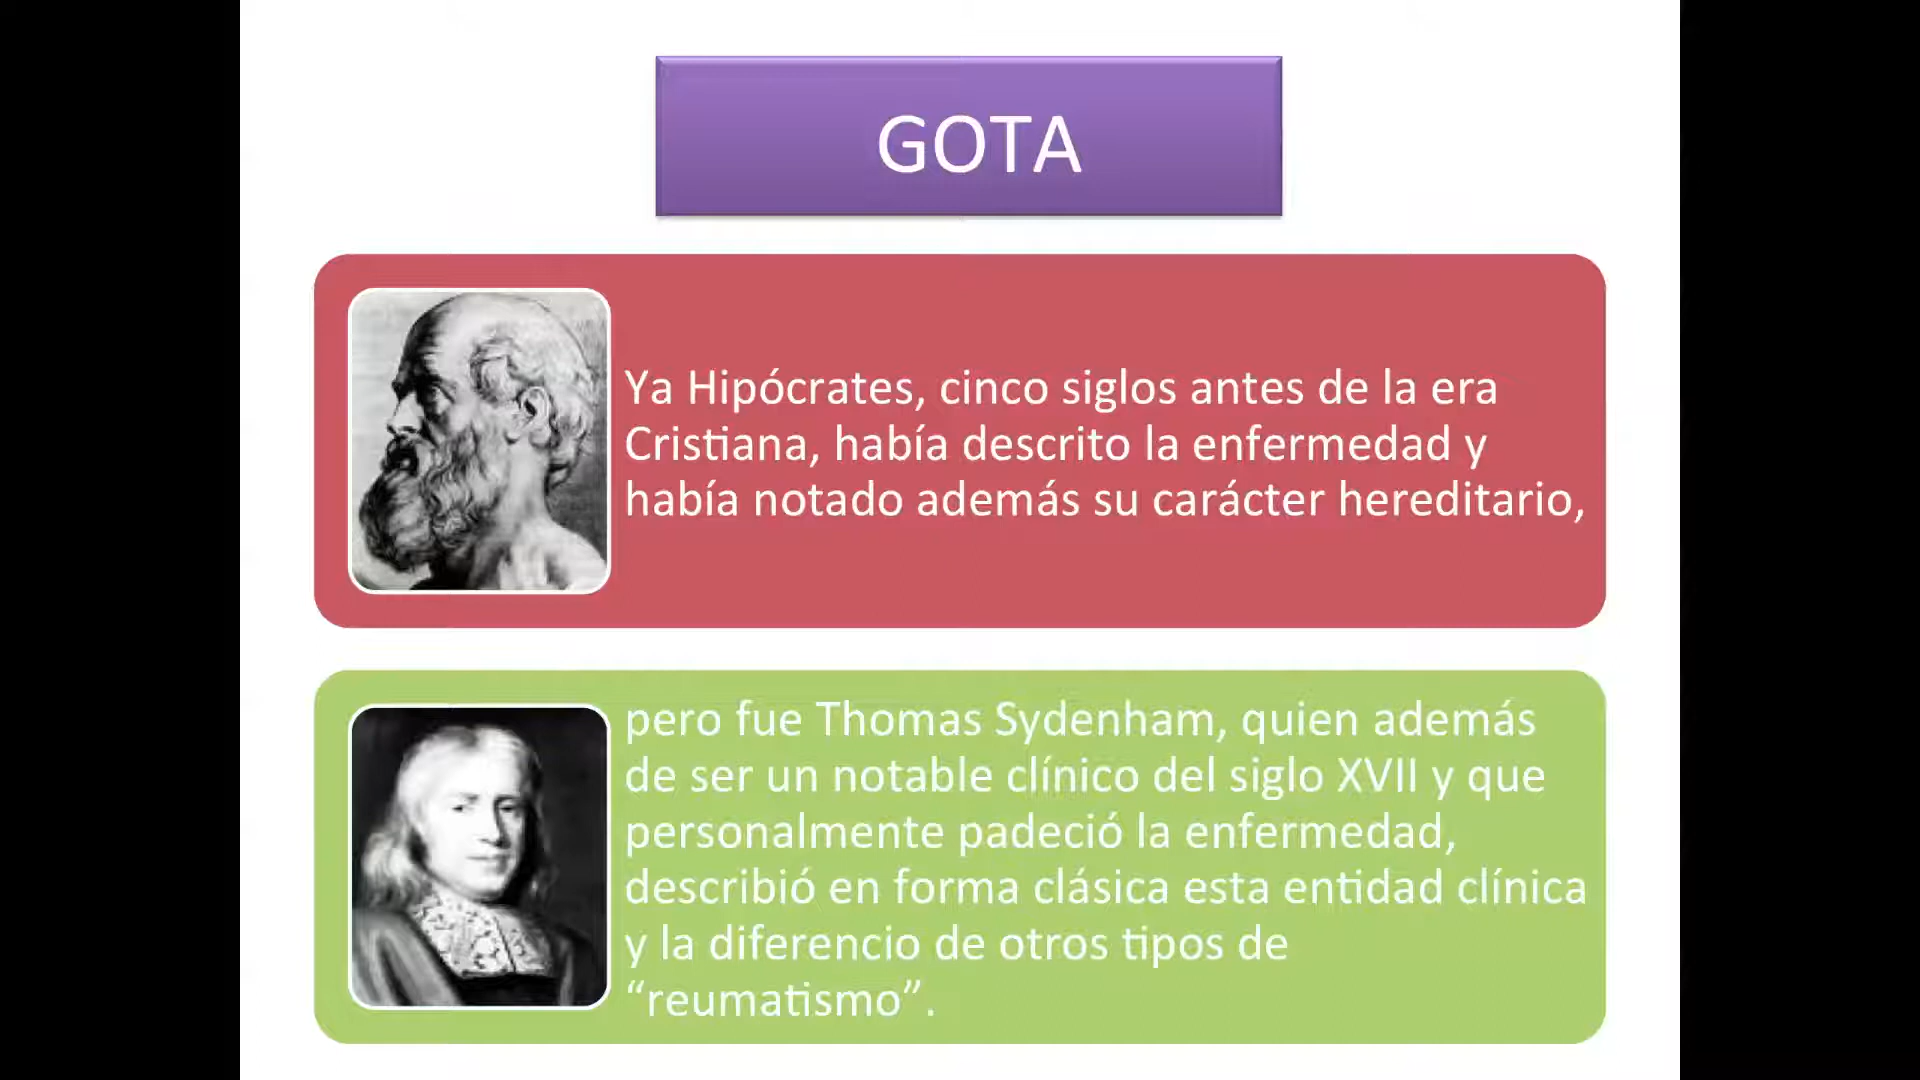 GOTA
Ya Hipócrates, cinco siglos antes de la era
Cristiana, había descrito la enfermedad y
había notado además su carácter hereditario,
pero fue Thomas Sydenham, quien además
de ser un notable clínico del siglo XVII y que
personalmente padeció la enfermedad,
describió en forma clásica esta entidad clínica
y la diferencio de otros tipos de
“reumatismo”.